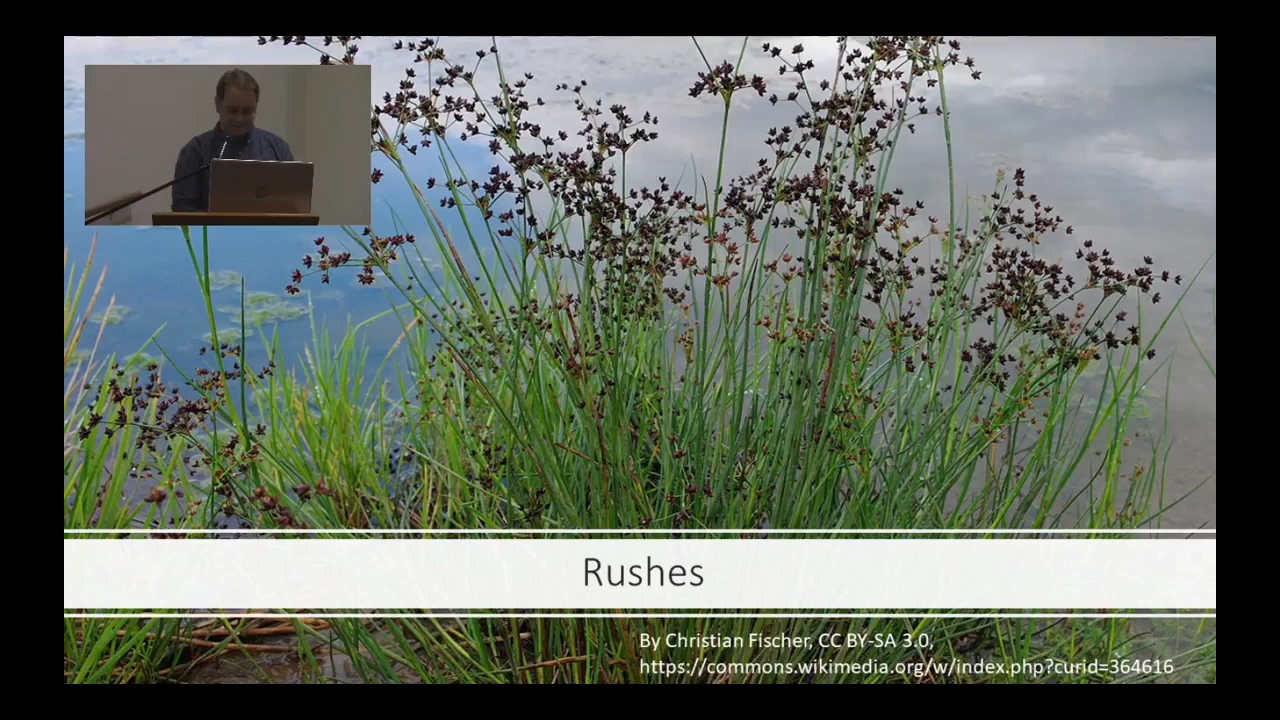 Rushes
By Christian Fischer, CC BY-SA 3.0,
https://commons.wikimedia.org/w/index.php?curid=364616